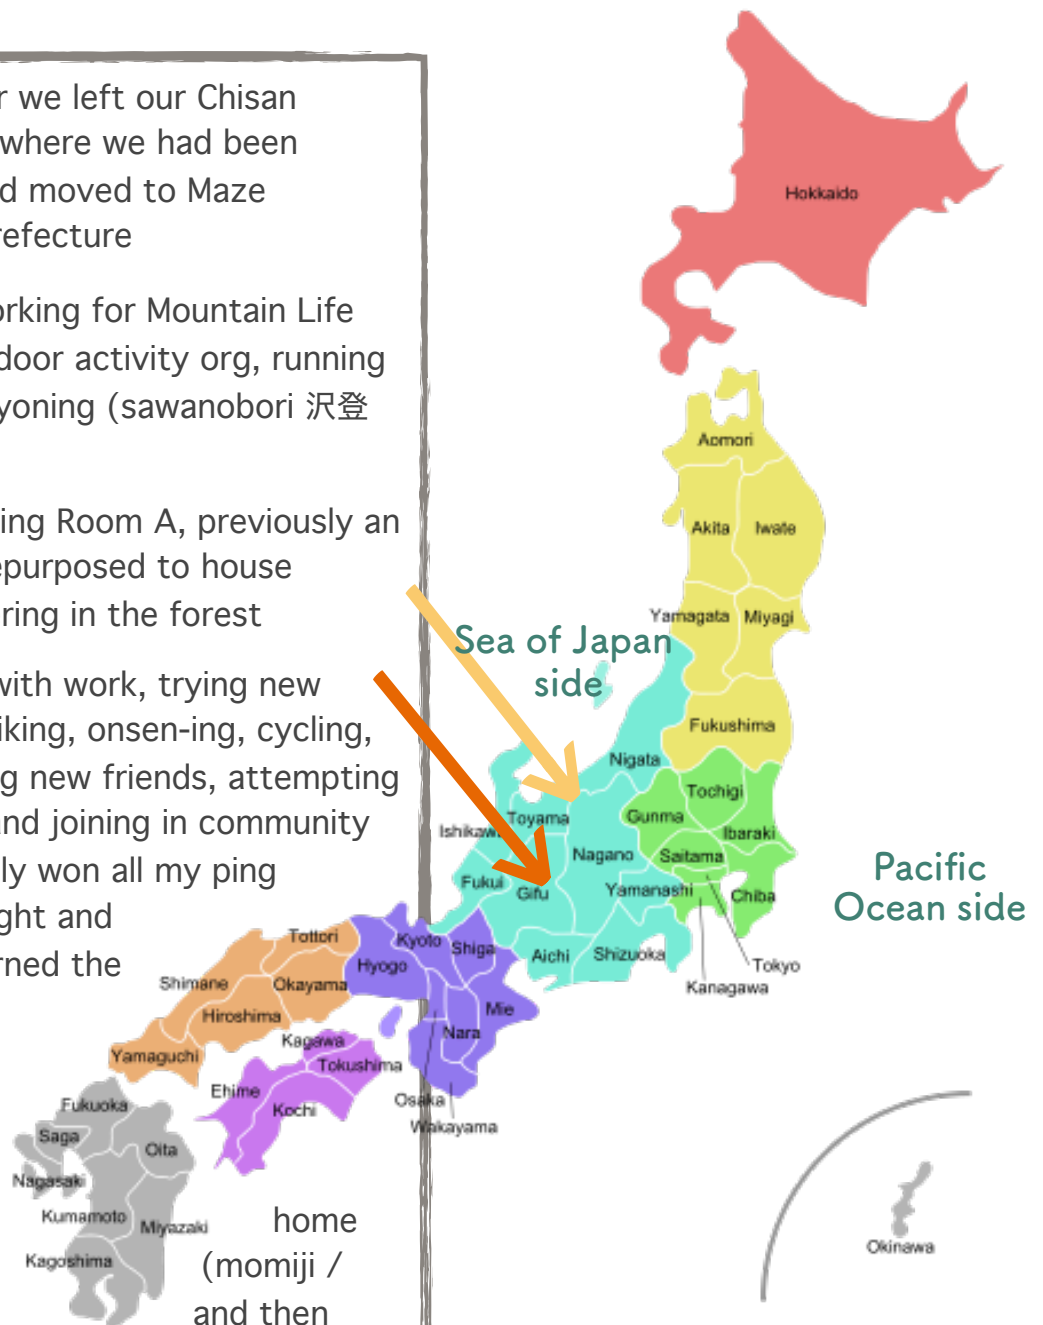 r we left our Chisan
where we had been
d moved to Maze
refecture
orking for Mountain Life
door activity org, running
yoning (sawanobori 沢登
ing Room A, previously an
epurposed to house
ring in the forest
with work, trying new
iking, onsen-ing, cycling,
g new friends, attempting
and joining in community
ly won all my ping
ght and
rned the
home
(momiji /
and then
Sea of Japan
side
Pacific
Ocean side
Hokkaido
Aomori
Akita
Iwate
Yamagata
Miyagi
Fukushima
Nigata
Tochigi
Gunma
Ibaraki
Toyama
Ishikaw
Nagano
Saitama
Fukui
Gifu
Yamanashi
Chiba
Aichi
Shizuoka
Tokyo
Kanagawa
Kyoto
Shiga
Hyogo
Mie
Nara
Osaka
Wakayama
Tottori
Shimane
Okayama
Hiroshima
Yamaguchi
Kagawa
Tokushima
Ehime
Kochi
Fukuoka
Saga
Oita
Nagasaki
Kumamoto
Miyazaki
Kagoshima
Okinawa